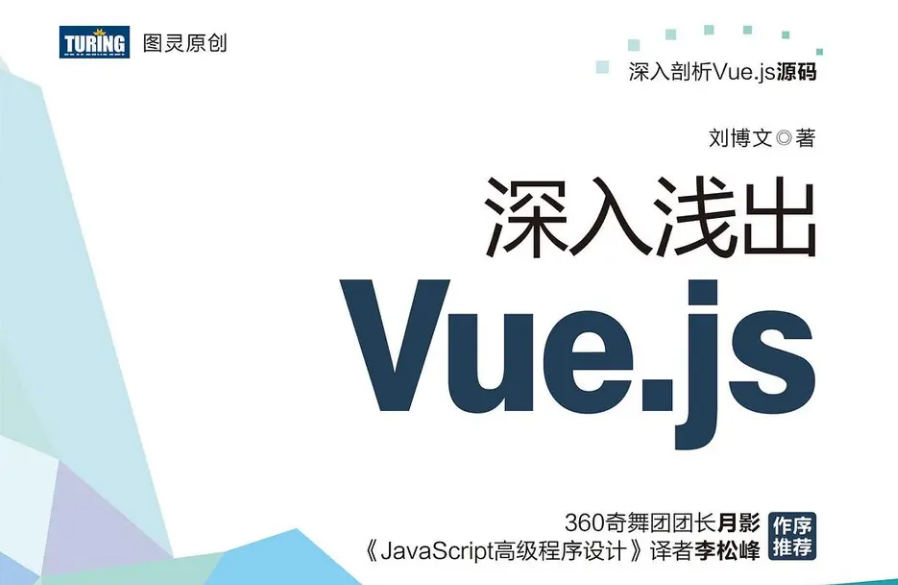 TURING 图灵原创
深入剖析Vue.js源码
刘博文◎著
深入浅出
Vue.js
360奇舞团团长月影
《JavaScript高级程序设计》译者李松峰
作序
推荐